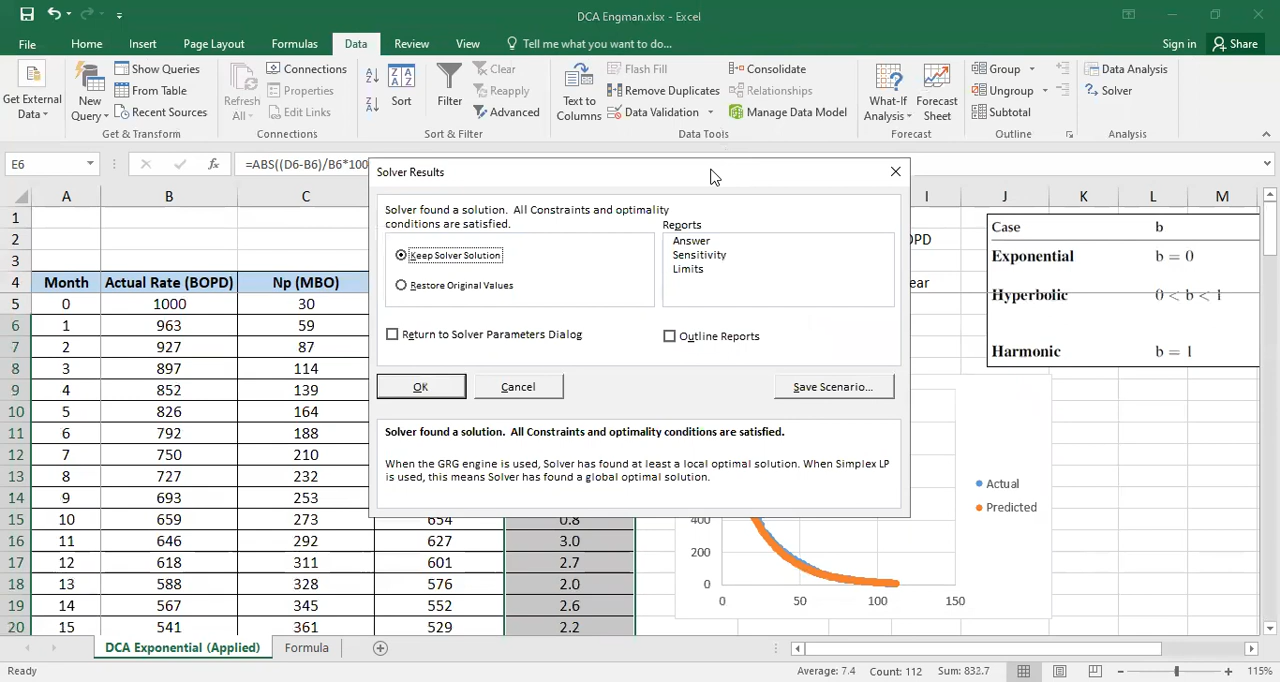 DCA Engman.xlsx - Excel
File Home Insert Page Layout Formulas Data Review View Tell me what you want to do... Sign in Share
Get External Data
New Query
Show Queries
From Table
Recent Sources
Get & Transform
Refresh All
Connections
Properties
Edit Links
Connections
Sort
Filter
Clear
Reapply
Advanced
Sort & Filter
Text to Columns
Flash Fill
Remove Duplicates
Data Validation
Consolidate
Relationships
Manage Data Model
Data Tools
What-If Analysis
Forecast Sheet
Forecast
Group
Ungroup
Subtotal
Outline
Data Analysis
Solver
Analysis
E6 fx =ABS((D6-B6)/B6*100
A B C I J K L M
1
2
3
4 Month Actual Rate (BOPD) Np (MBO)
5 0 1000 30
6 1 963 59
7 2 927 87
8 3 897 114
9 4 852 139
10 5 826 164
11 6 792 188
12 7 750 210
13 8 727 232
14 9 693 253
15 10 659 273 654 0.8
16 11 646 292 627 3.0
17 12 618 311 601 2.7
18 13 588 328 576 2.0
19 14 567 345 552 2.6
20 15 541 361 529 2.2
Solver Results
Solver found a solution. All Constraints and optimality
conditions are satisfied.
Keep Solver Solution
Restore Original Values
Reports
Answer
Sensitivity
Limits
Return to Solver Parameters Dialog
Outline Reports
OK Cancel Save Scenario...
Solver found a solution. All Constraints and optimality conditions are satisfied.
When the GRG engine is used, Solver has found at least a local optimal solution. When Simplex LP
is used, this means Solver has found a global optimal solution.
Case b
Exponential b = 0
Hyperbolic 0 < b < 1
Harmonic b = 1
Actual
Predicted
400
200
0
0 50 100 150
DCA Exponential (Applied) Formula
Ready Average: 7.4 Count: 112 Sum: 832.7 115%